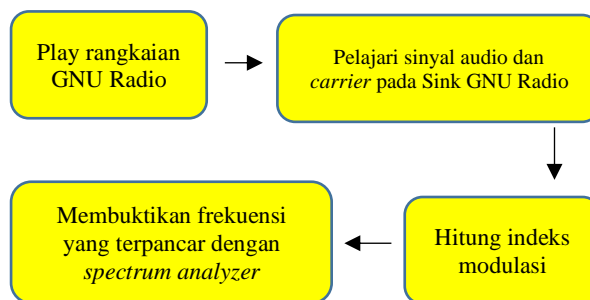 Play rangkaian
GNU Radio
Pelajari sinyal audio dan
carrier pada Sink GNU Radio
Hitung indeks
modulasi
Membuktikan frekuensi
yang terpancar dengan
spectrum analyzer